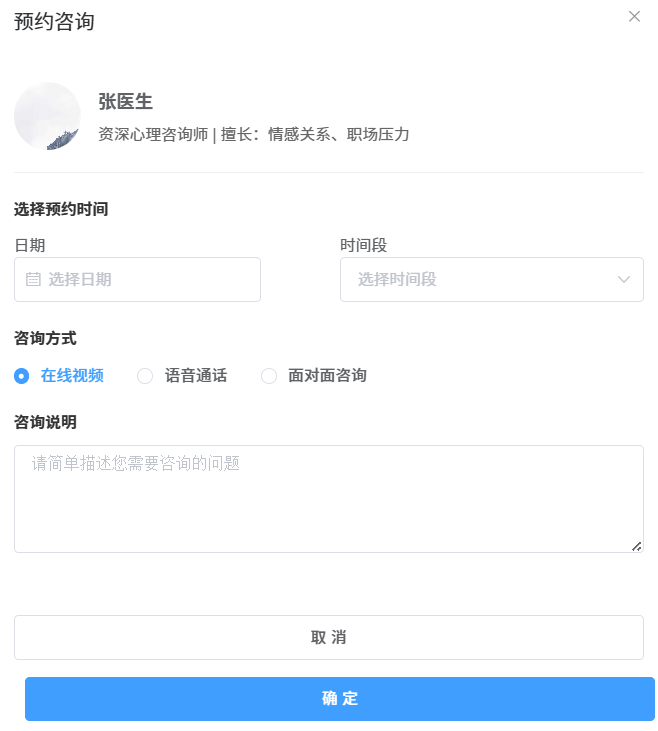 预约咨询
张医生
资深心理咨询师 | 擅长：情感关系、职场压力
选择预约时间
日期
时间段
选择日期
选择时间段
咨询方式
在线视频
语音通话
面对面咨询
咨询说明
请简单描述您需要咨询的问题
取 消
确 定